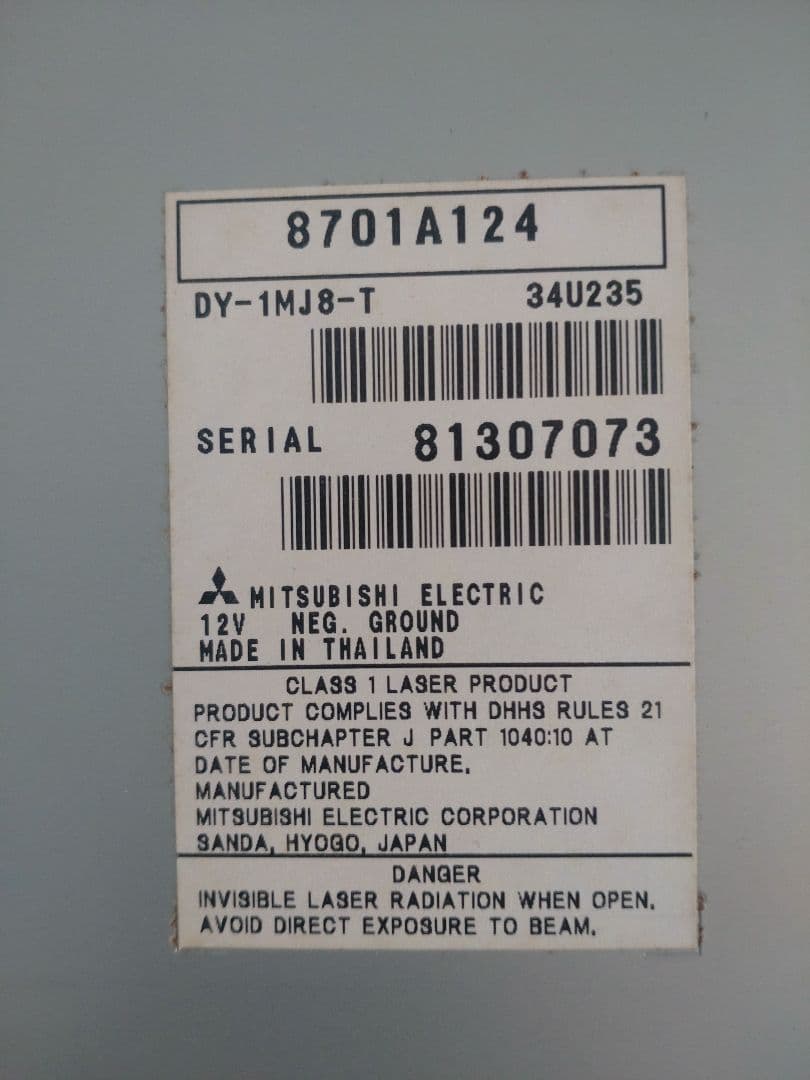 8701A124
DY-1MJ8-T 34U235
SERIAL 81307073
MITSUBISHI ELECTRIC
12V NEG. GROUND
MADE IN THAILAND
CLASS 1 LASER PRODUCT
PRODUCT COMPLIES WITH DHHS RULES 21
CFR SUBCHAPTER J PART 1040:10 AT
DATE OF MANUFACTURE.
MANUFACTURED
MITSUBISHI ELECTRIC CORPORATION
SANDA, HYOGO, JAPAN
DANGER
INVISIBLE LASER RADIATION WHEN OPEN.
AVOID DIRECT EXPOSURE TO BEAM.